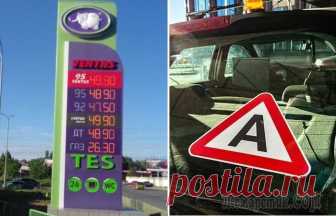 VENTUS
95 49.90
95 48.90
92 47.50
49.90
ДТ 48.90
ГАЗ 26.30
TES
24
WC
A
postila.ru